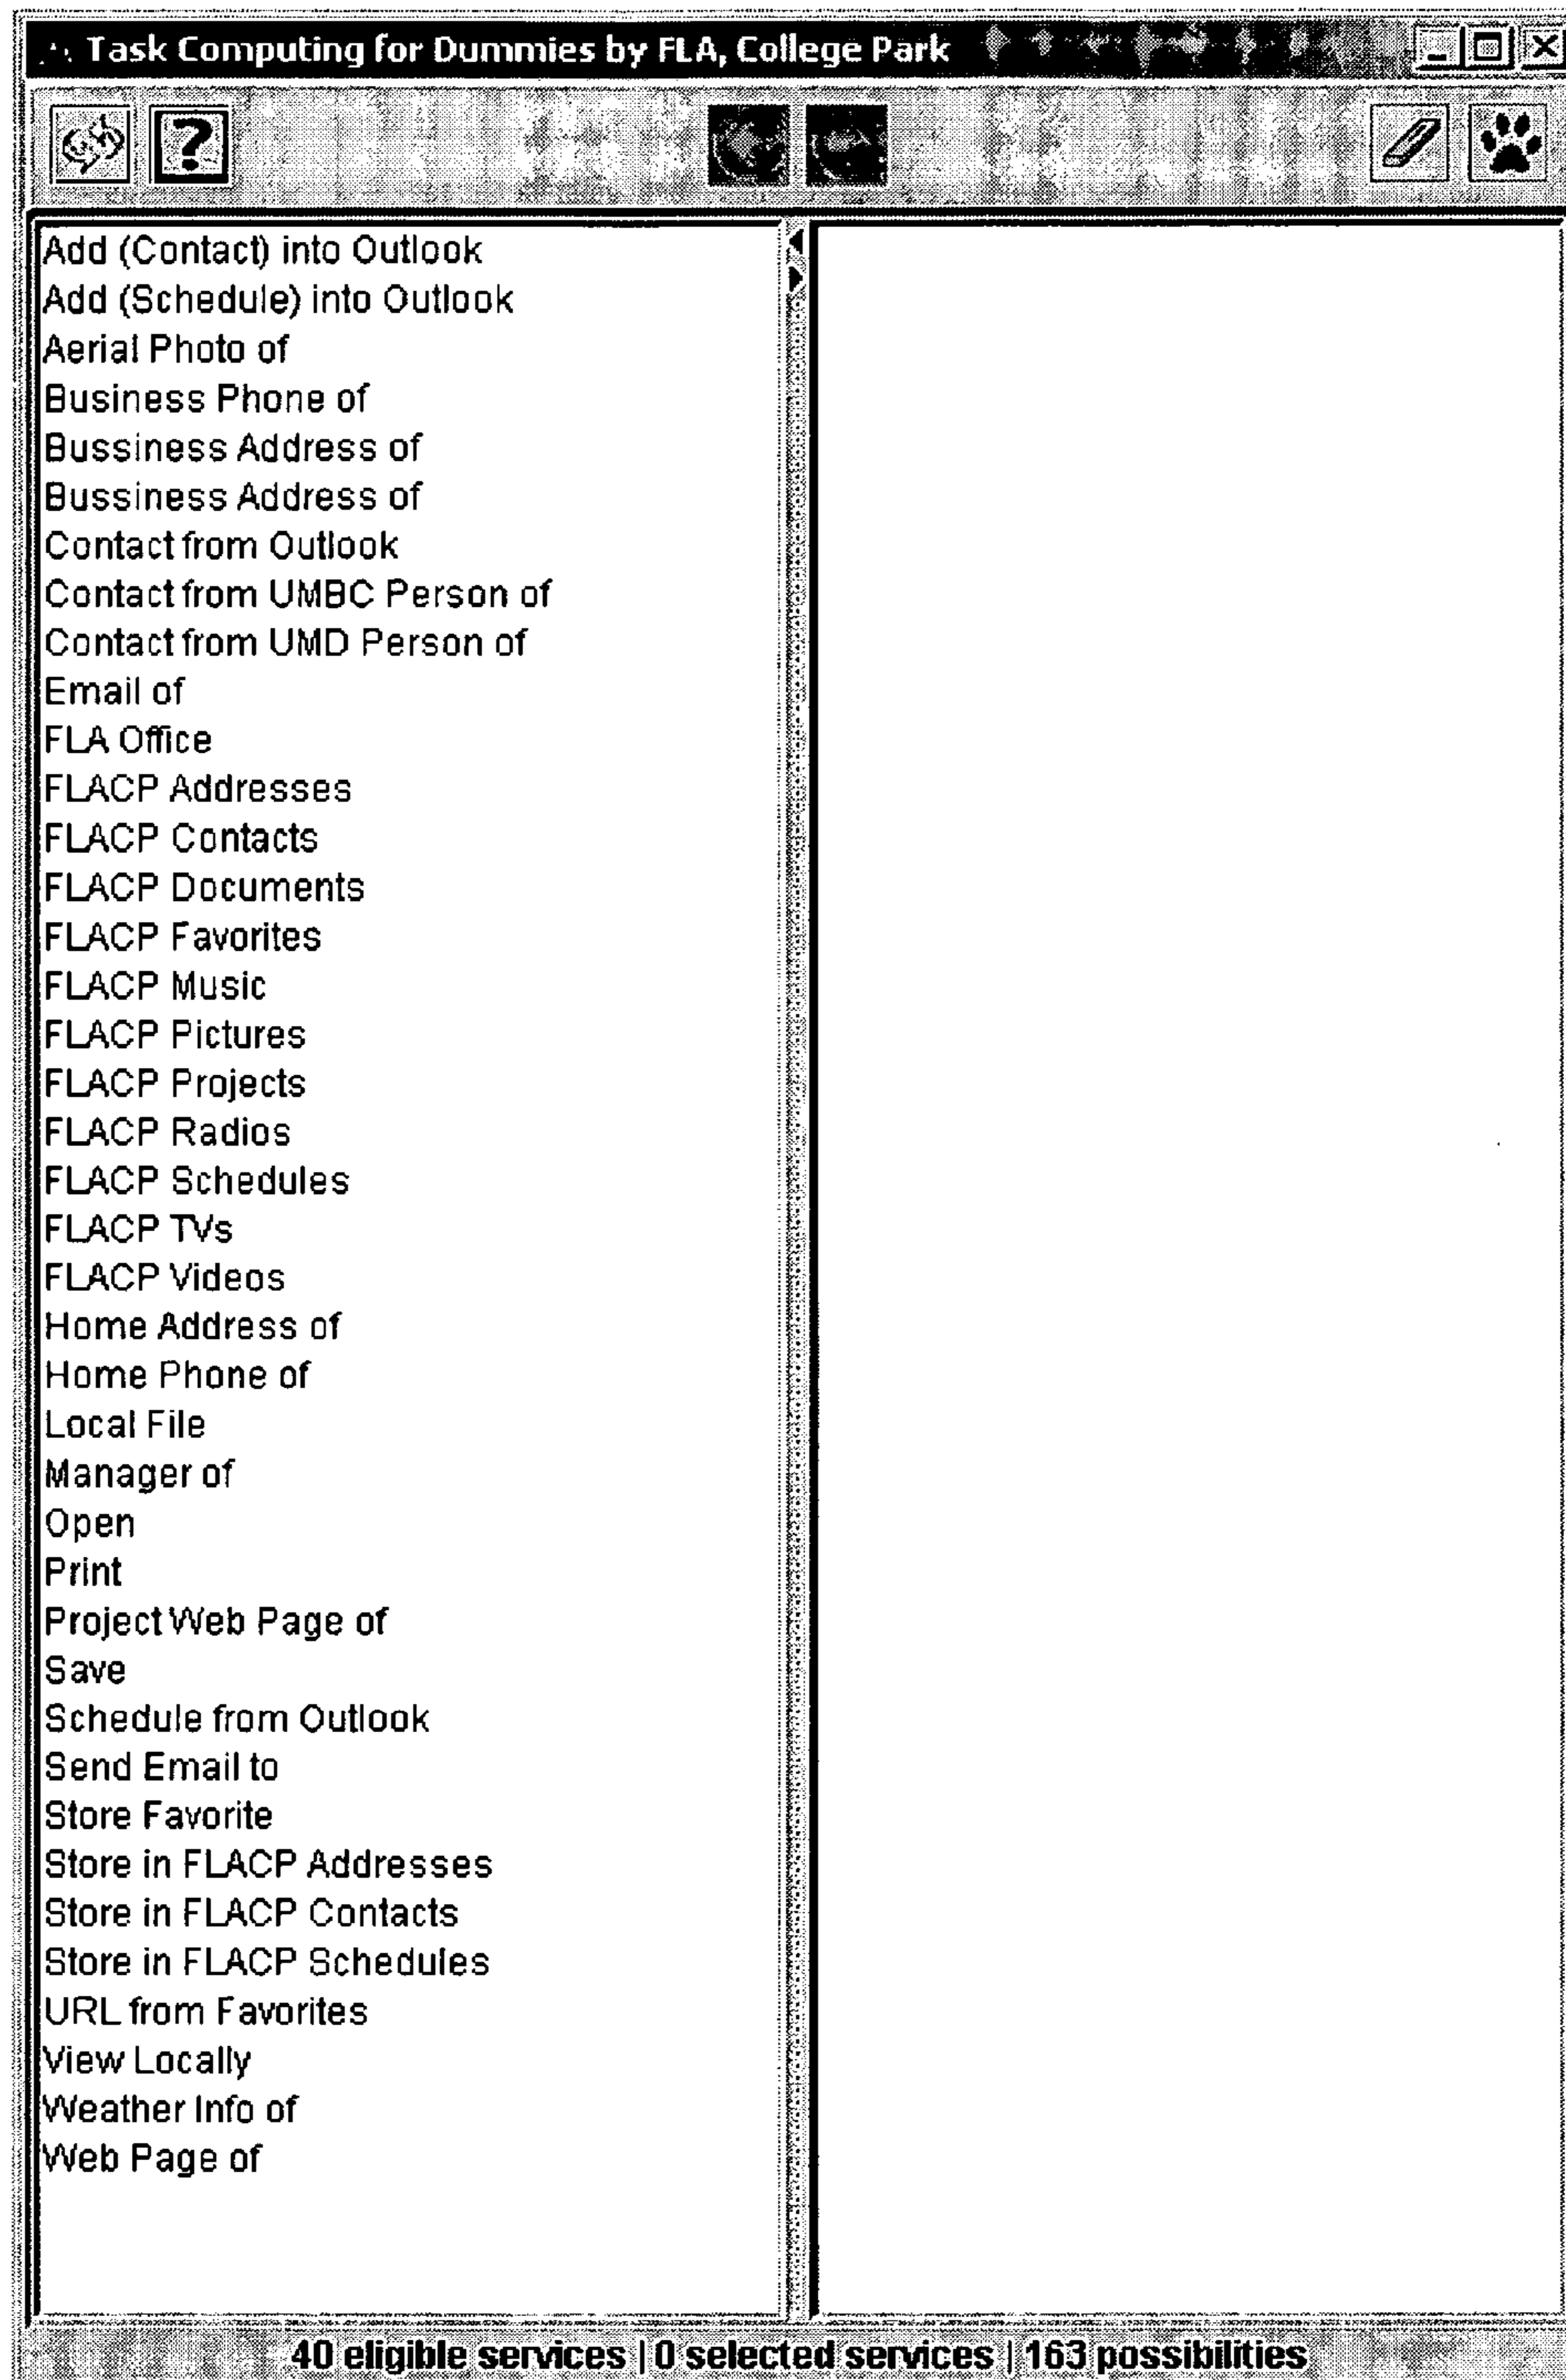 Task Computing for Dummies by FLA, College Park
?
Add (Contact) into Outlook
Add (Schedule) into Outlook
Aerial Photo of
Business Phone of
Bussiness Address of
Bussiness Address of
Contact from Outlook
Contact from UMBC Person of
Contact from UMD Person of
Email of
FLA Office
FLACP Addresses
FLACP Contacts
FLACP Documents
FLACP Favorites
FLACP Music
FLACP Pictures
FLACP Projects
FLACP Radios
FLACP Schedules
FLACP TVs
FLACP Videos
Home Address of
Home Phone of
Local File
Manager of
Open
Print
Project Web Page of
Save
Schedule from Outlook
Send Email to
Store Favorite
Store in FLACP Addresses
Store in FLACP Contacts
Store in FLACP Schedules
URL from Favorites
View Locally
Weather Info of
Web Page of
40 eligible services | 0 selected services | 163 possibilities